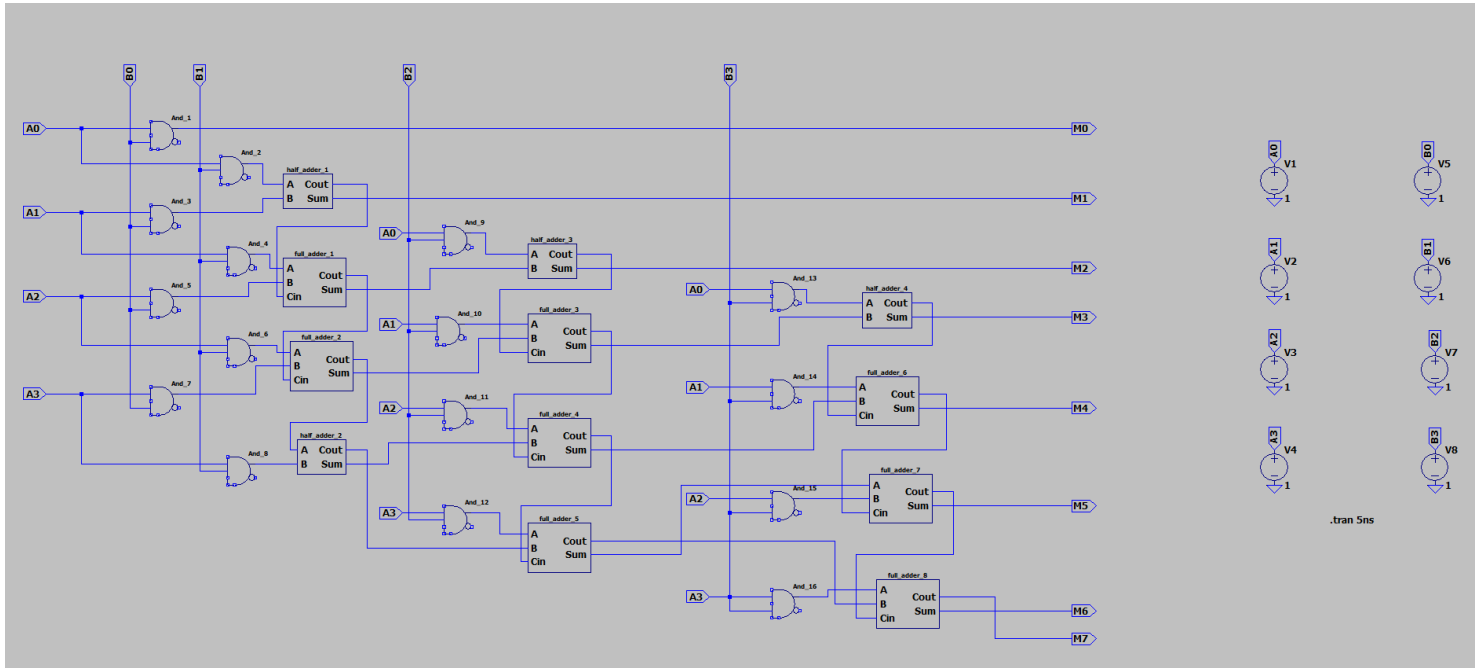 B0
B1
B2
B3
And_1
A0
M0
And_2
half_adder_1
A Cout
B Sum
And_3
A1
M1
And_9
A0
And_4
half_adder_3
A Cout
B Sum
M2
full_adder_1
A
Cout
B
Sum
Cin
And_5
A2
And_13
A0
half_adder_4
A Cout
B Sum
M3
And_10
A1
full_adder_3
A
Cout
B
Sum
Cin
And_6
full_adder_2
A
Cout
B
Sum
Cin
And_7
A3
And_14
A1
full_adder_6
A
Cout
B
Sum
Cin
M4
And_11
A2
full_adder_4
A
Cout
B
Sum
Cin
half_adder_2
A Cout
B Sum
And_8
full_adder_7
A
Cout
B
Sum
Cin
And_15
A2
M5
And_12
A3
full_adder_5
A
Cout
B
Sum
Cin
full_adder_8
A
Cout
B
Sum
Cin
And_16
A3
M6
M7
A0
V1
1
B0
V5
1
A1
V2
1
B1
V6
1
A2
V3
1
B2
V7
1
A3
V4
1
B3
V8
1
.tran 5ns